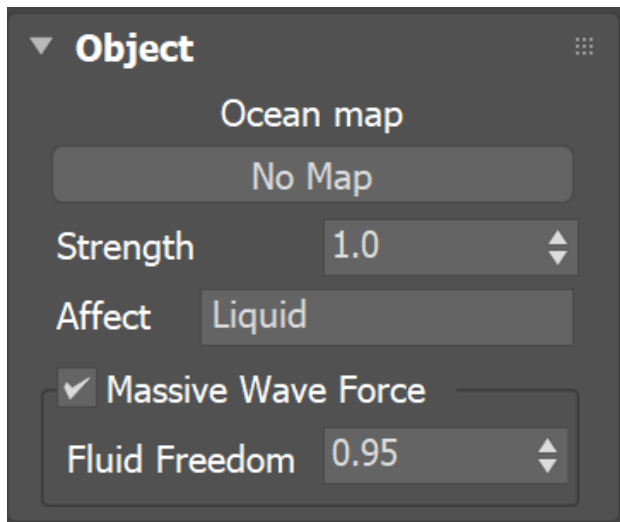 Object
Ocean map
No Map
Strength 1.0
Affect Liquid
Massive Wave Force
Fluid Freedom 0.95